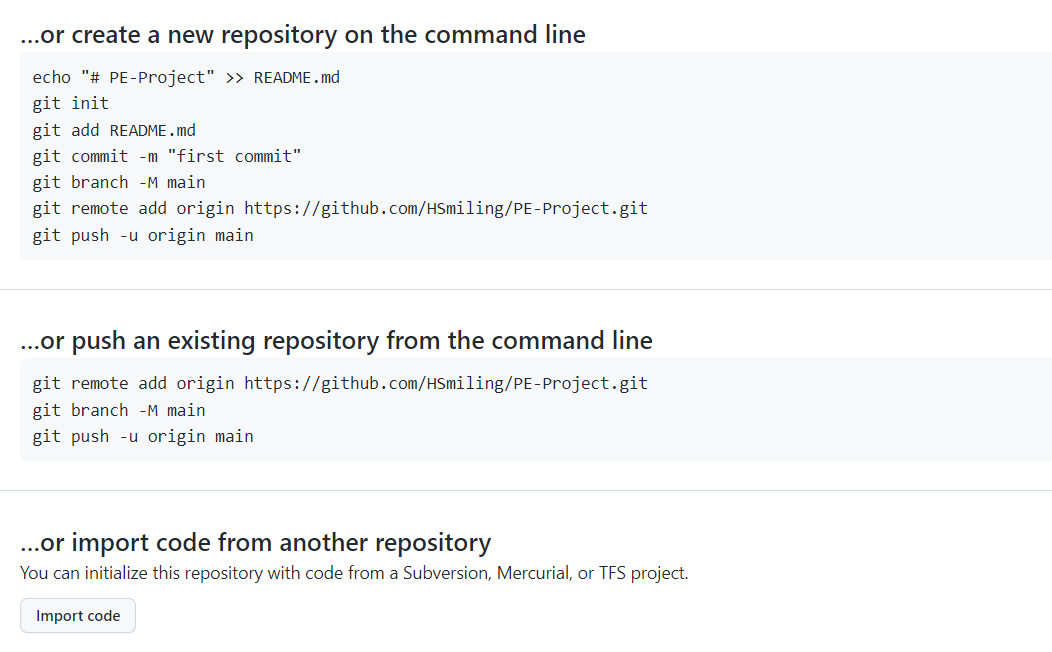 ...or create a new repository on the command line
echo "# PE-Project" >> README.md
git init
git add README.md
git commit -m "first commit"
git branch -M main
git remote add origin https://github.com/HSmiling/PE-Project.git
git push -u origin main
...or push an existing repository from the command line
git remote add origin https://github.com/HSmiling/PE-Project.git
git branch -M main
git push -u origin main
...or import code from another repository
You can initialize this repository with code from a Subversion, Mercurial, or TFS project.
Import code